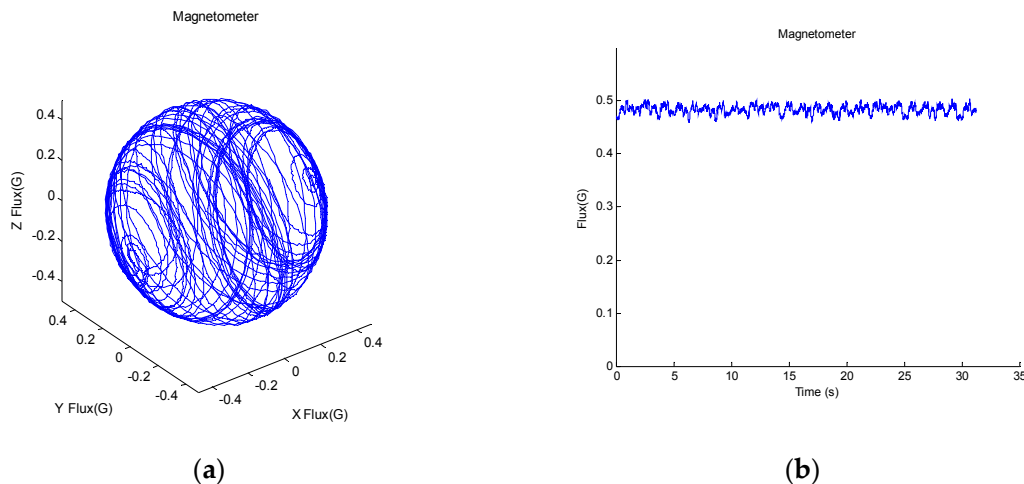 Magnetometer
0.4
0.2
0
-0.2
-0.4
Z Flux(G)
0.4
0.2
0
-0.2
-0.4
Y Flux(G)
-0.4
-0.2
0
0.2
0.4
X Flux(G)
(a)
Magnetometer
0.5
0.4
0.3
0.2
0.1
0
Flux(G)
0 5 10 15 20 25 30 35
Time (s)
(b)